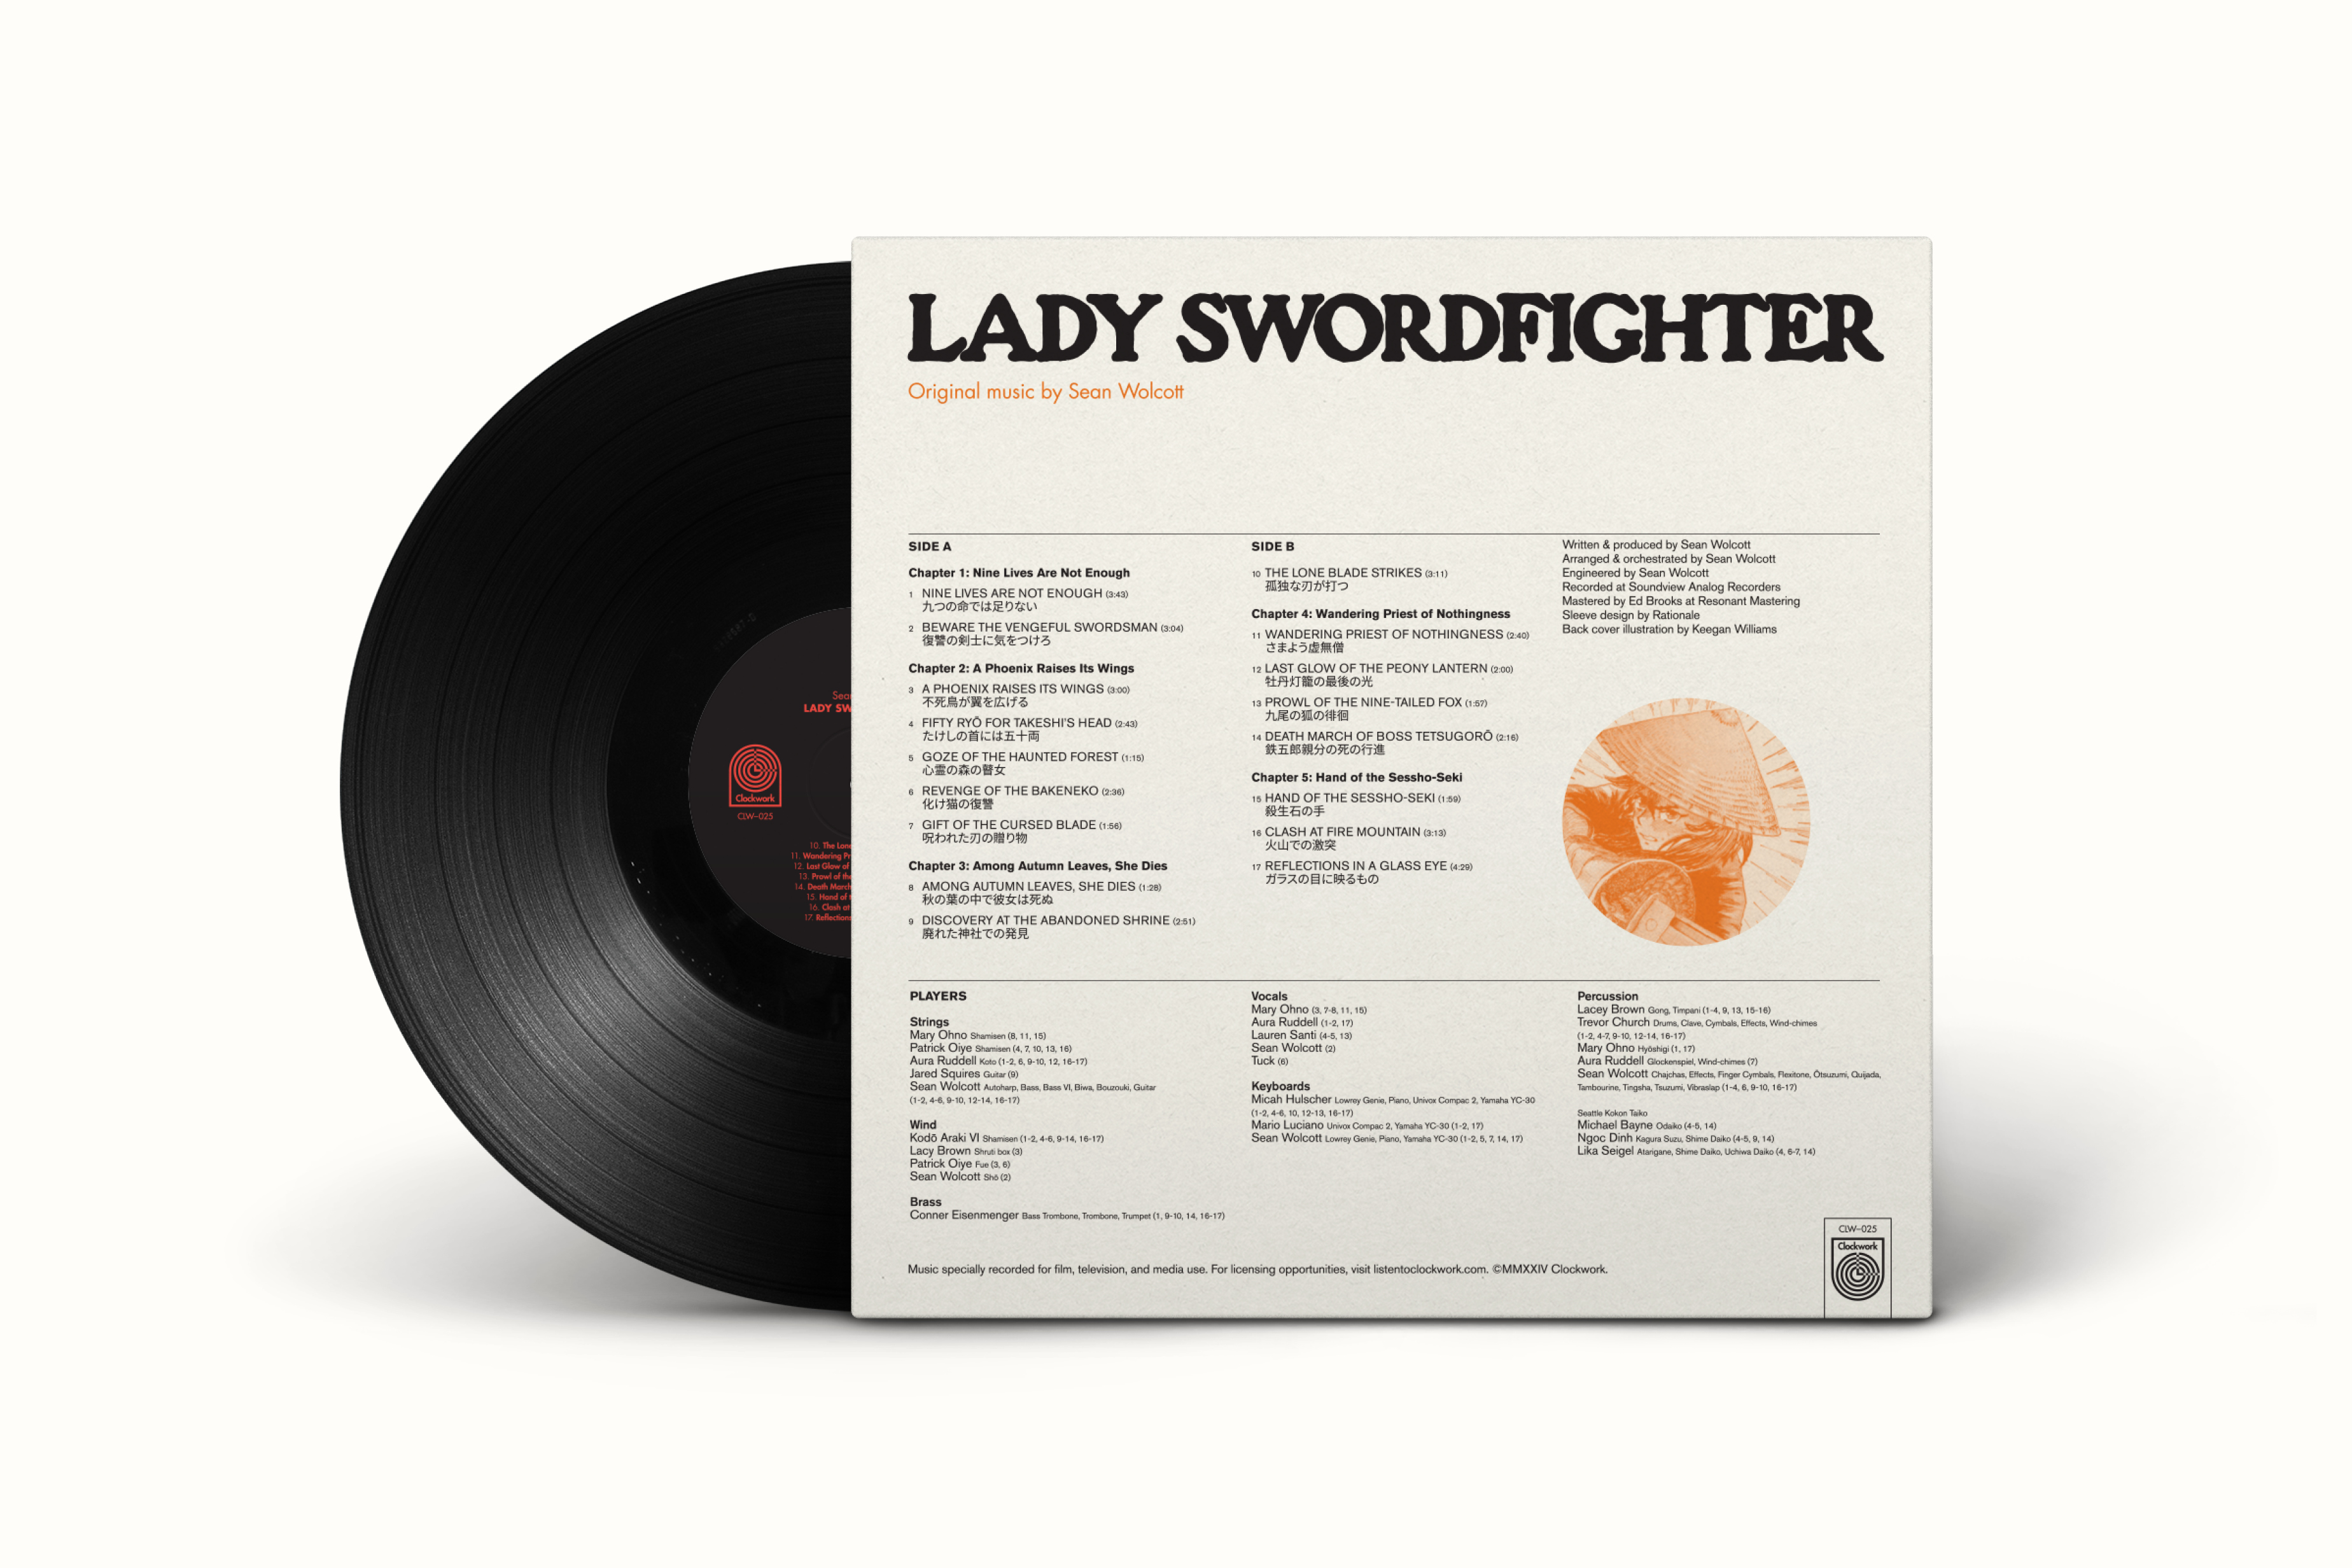 LADY SWORDFIGHTER
Original music by Sean Wolcott
SIDE A
Chapter 1: Nine Lives Are Not Enough
1 NINE LIVES ARE NOT ENOUGH (3:43)
九つの命では足りない
2 BEWARE THE VENGEFUL SWORDSMAN (3:04)
復讐の剣士に気をつけろ
Chapter 2: A Phoenix Raises Its Wings
3 A PHOENIX RAISES ITS WINGS (3:00)
不死鳥が翼を広げる
4 FIFTY RYŌ FOR TAKESHI'S HEAD (2:43)
たけしの首には五十両
5 GOZE OF THE HAUNTED FOREST (1:15)
心霊の森の瞽女
6 REVENGE OF THE BAKENEKO (2:36)
化け猫の復讐
7 GIFT OF THE CURSED BLADE (1:56)
呪われた刃の贈り物
Chapter 3: Among Autumn Leaves, She Dies
8 AMONG AUTUMN LEAVES, SHE DIES (1:28)
秋の葉の中で彼女は死ぬ
9 DISCOVERY AT THE ABANDONED SHRINE (2:51)
廃れた神社での発見
SIDE B
10 THE LONE BLADE STRIKES (3:11)
孤独な刃が打つ
Chapter 4: Wandering Priest of Nothingness
11 WANDERING PRIEST OF NOTHINGNESS (2:40)
さまよう虚無僧
12 LAST GLOW OF THE PEONY LANTERN (2:00)
牡丹灯籠の最後の光
13 PROWL OF THE NINE-TAILED FOX (1:57)
九尾の狐の徘徊
14 DEATH MARCH OF BOSS TETSUGORŌ (2:16)
鉄五郎親分の死の行進
Chapter 5: Hand of the Sessho-Seki
15 HAND OF THE SESSHO-SEKI (1:59)
殺生石の手
16 CLASH AT FIRE MOUNTAIN (3:13)
火山での激突
17 REFLECTIONS IN A GLASS EYE (4:29)
ガラスの目に映るもの
Written & produced by Sean Wolcott
Arranged & orchestrated by Sean Wolcott
Engineered by Sean Wolcott
Recorded at Soundview Analog Recorders
Mastered by Ed Brooks at Resonant Mastering
Sleeve design by Rationale
Back cover illustration by Keegan Williams
PLAYERS
Strings
Mary Ohno Shamisen (8, 11, 15)
Patrick Oiye Shamisen (4, 7, 10, 13, 16)
Aura Ruddell Koto (1-2, 6, 9-10, 12, 16-17)
Jared Squires Guitar (9)
Sean Wolcott Autoharp, Bass, Bass VI, Biwa, Bouzouki, Guitar
(1-2, 4-6, 9-10, 12-14, 16-17)
Wind
Kodō Araki VI Shamisen (1-2, 4-6, 9-14, 16-17)
Lacy Brown Shruti box (3)
Patrick Oiye Fue (3, 6)
Sean Wolcott Shō (2)
Brass
Conner Eisenmenger Bass Trombone, Trombone, Trumpet (1, 9-10, 14, 16-17)
Vocals
Mary Ohno (3, 7-8, 11, 15)
Aura Ruddell (1-2, 17)
Lauren Santi (4-5, 13)
Sean Wolcott (2)
Tuck (6)
Keyboards
Micah Hulscher Lowrey Genie, Piano, Univox Compac 2, Yamaha YC-30
(1-2, 4-6, 10, 12-13, 16-17)
Mario Luciano Univox Compac 2, Yamaha YC-30 (1-2, 17)
Sean Wolcott Lowrey Genie, Piano, Yamaha YC-30 (1-2, 5, 7, 14, 17)
Percussion
Lacey Brown Gong, Timpani (1-4, 9, 13, 15-16)
Trevor Church Drums, Clave, Cymbals, Effects, Wind-chimes
(1-2, 4-7, 9-10, 12-14, 16-17)
Mary Ohno Hyōshigi (1, 17)
Aura Ruddell Glockenspiel, Wind-chimes (7)
Sean Wolcott Chajchas, Effects, Finger Cymbals, Flexitone, Ōtsuzumi, Quijada,
Tambourine, Tingsha, Tsuzumi, Vibraslap (1-4, 6, 9-10, 16-17)
Seattle Kokon Taiko
Michael Bayne Odaiko (4-5, 14)
Ngoc Dinh Kagura Suzu, Shime Daiko (4-5, 9, 14)
Lika Seigel Atarigane, Shime Daiko, Uchiwa Daiko (4, 6-7, 14)
Music specially recorded for film, television, and media use. For licensing opportunities, visit listentoclockwork.com. ©MMXXIV Clockwork.
CLW–025
Clockwork
Sea
LADY SW
Clockwork
CLW–025
10. The Lone
11. Wandering Pr
12. Last Glow of
13. Prowl of the
14. Death March
15. Hand of t
16. Clash at
17. Reflections